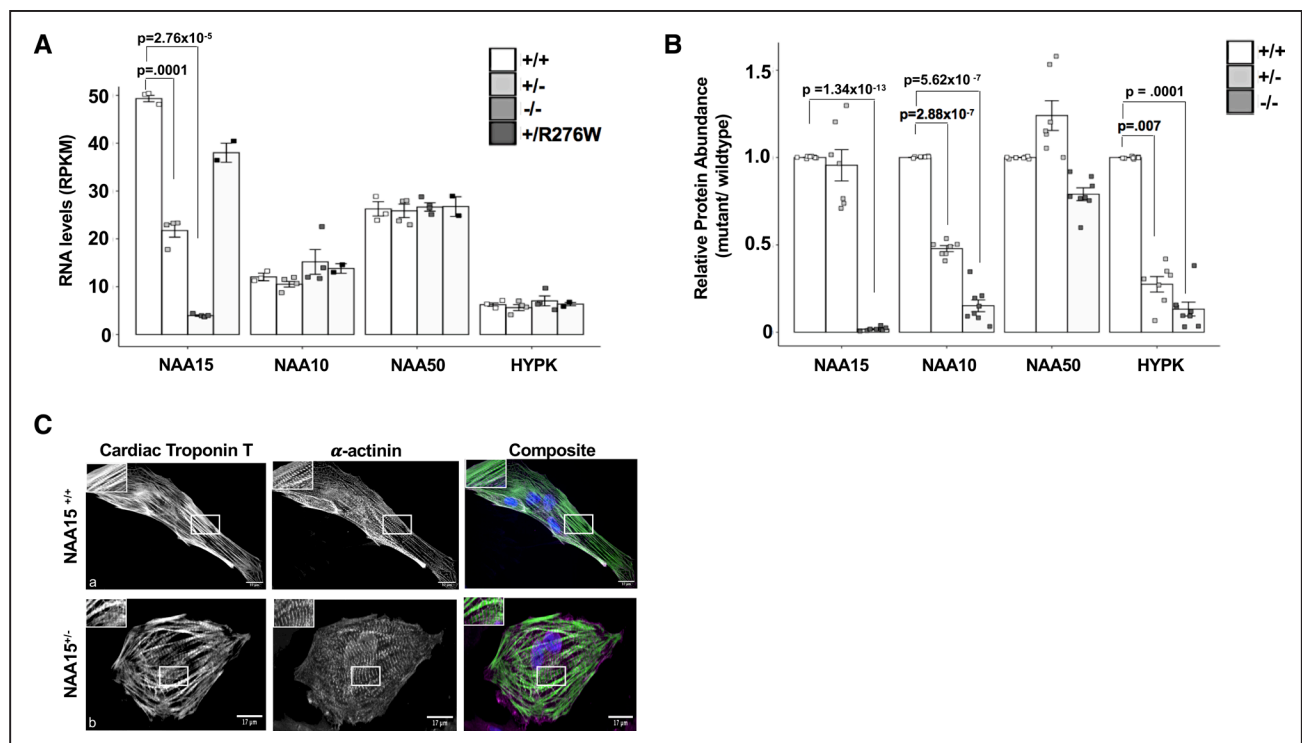 A
p=2.76x10-5
p=.0001
+/+
+/-
-/-
+/R276W
RNA levels (RPKM)
50
40
30
20
10
0
NAA15 NAA10 NAA50 HYPK
B
+/+
+/-
-/-
p =1.34x10-13
p=5.62x10 -7
p=2.88x10-7
p = .0001
p=.007
Relative Protein Abundance
(mutant/ wildtype)
1.5
1.0
0.5
0
NAA15 NAA10 NAA50 HYPK
C
Cardiac Troponin T α-actinin Composite
NAA15 +/+
a
NAA15+/-
b
17 μm 17 μm 17 μm